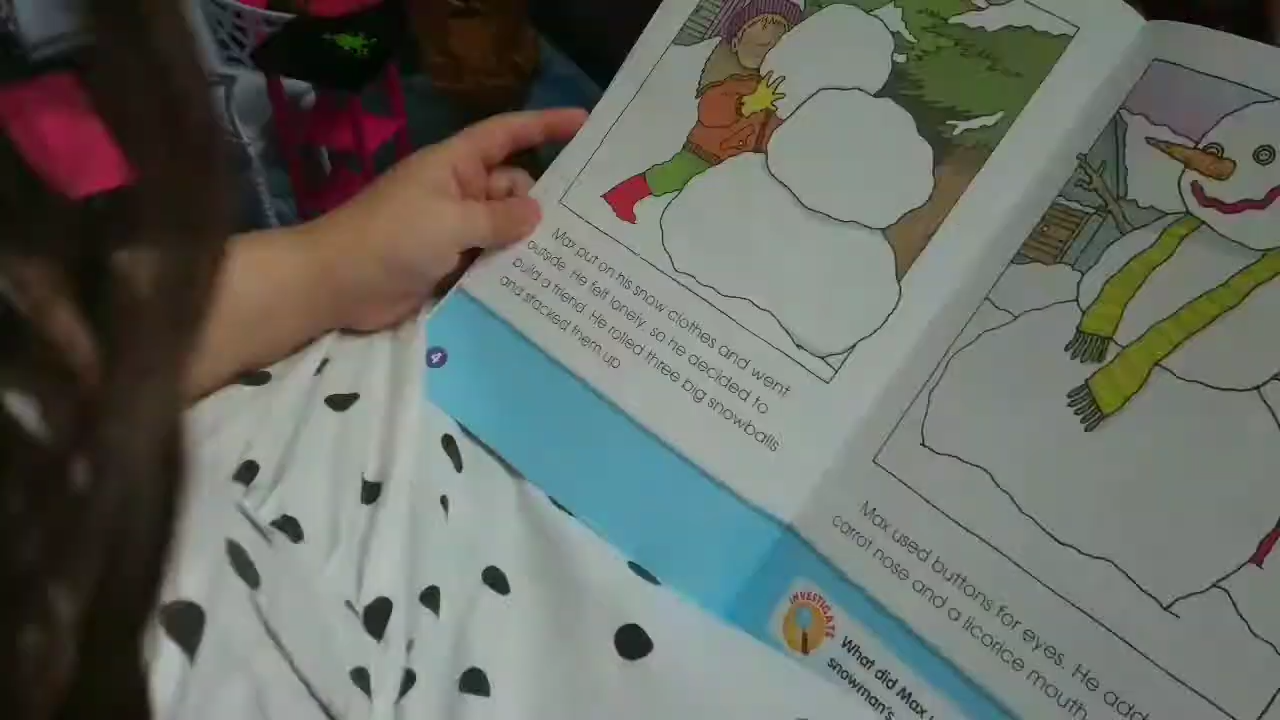 Max put on his snow clothes and went
outside. He felt lonely, so he decided to
build a friend. He rolled three big snowballs
and stacked them up
4
Max used buttons for eyes. He
carrot nose and a licorice mouth
INVESTIGATE
What did Max
snowman's